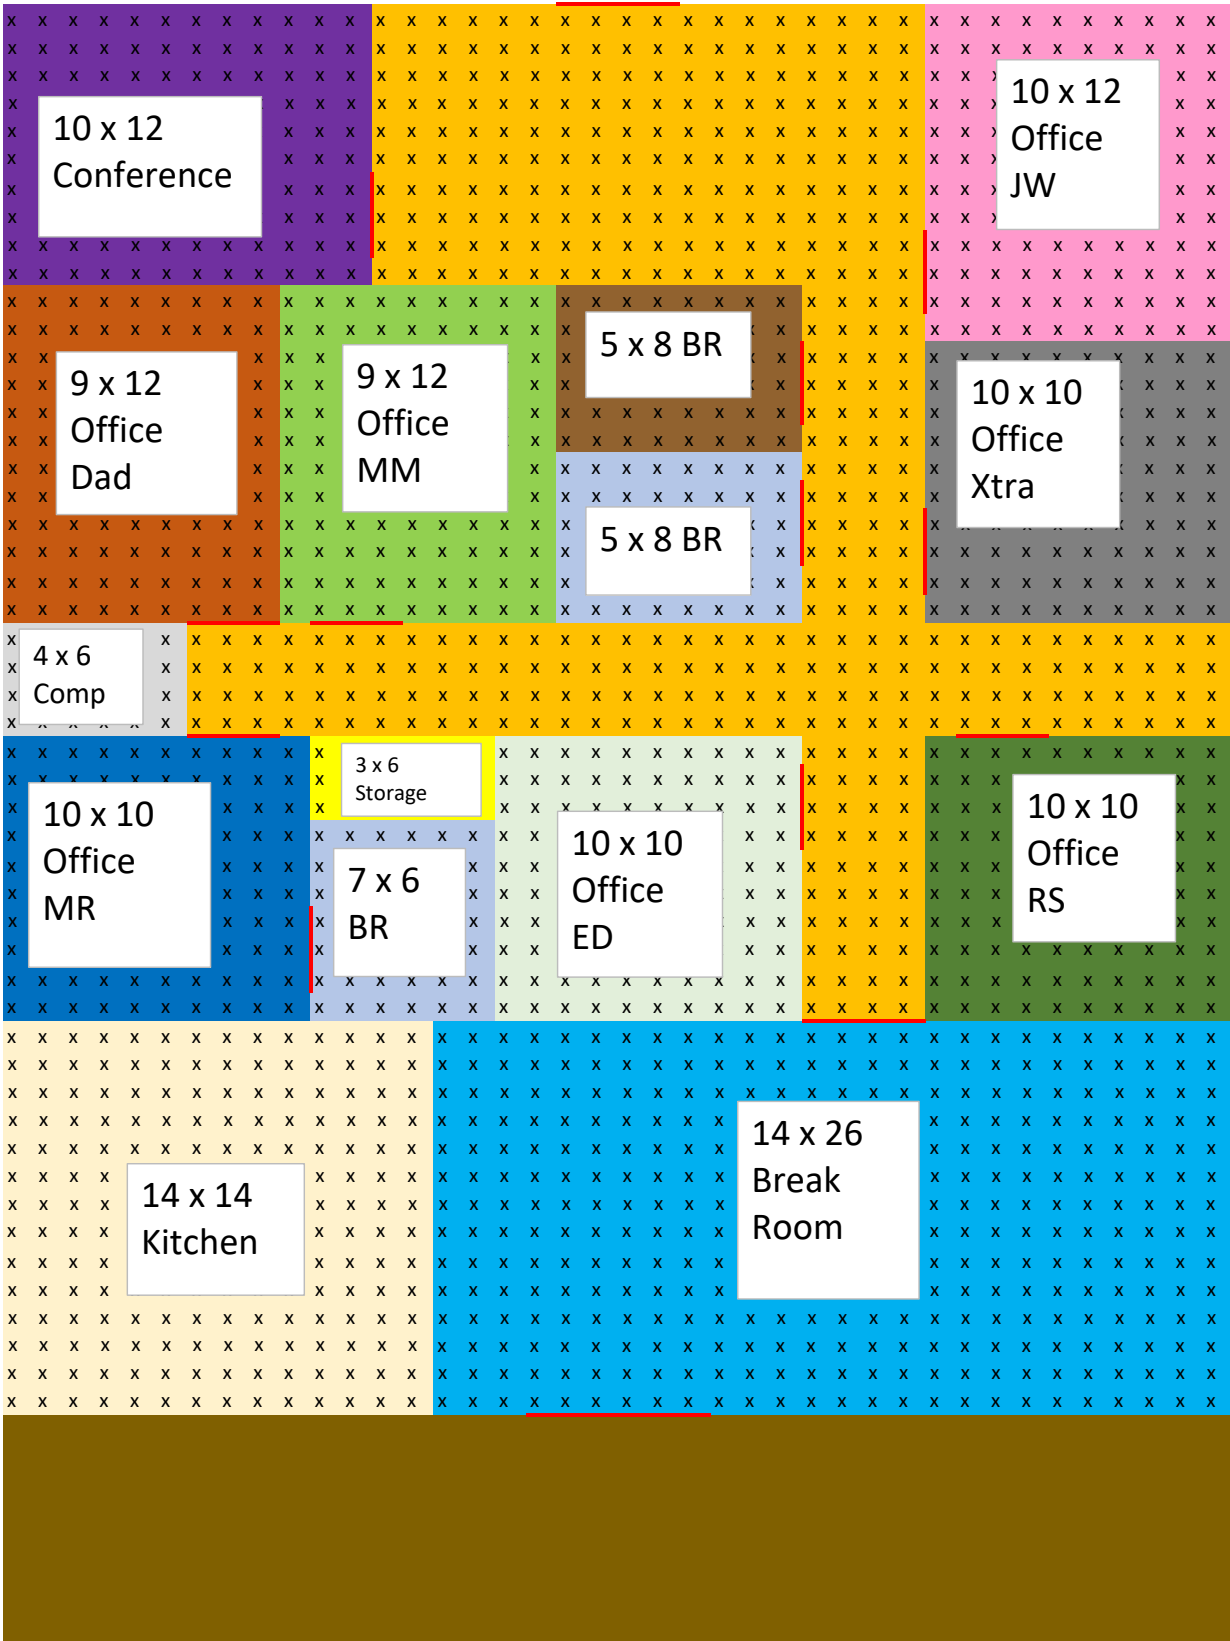 10 x 12
Conference
10 x 12
Office
JW
9 x 12
Office
Dad
9 x 12
Office
MM
5 x 8 BR
10 x 10
Office
Xtra
5 x 8 BR
4 x 6
Comp
3 x 6
Storage
10 x 10
Office
MR
7 x 6
BR
10 x 10
Office
ED
10 x 10
Office
RS
14 x 14
Kitchen
14 x 26
Break
Room